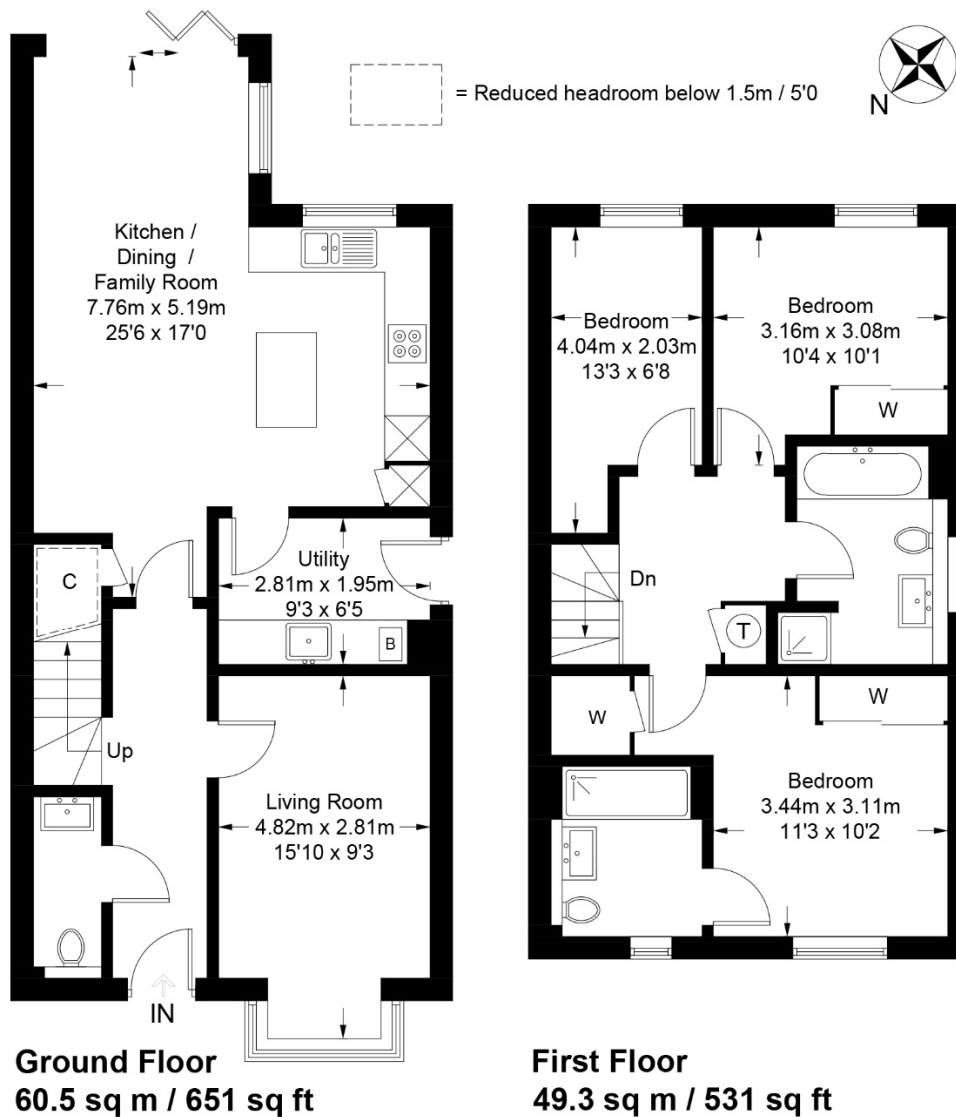 = Reduced headroom below 1.5m / 5'0
N
Kitchen /
Dining /
Family Room
7.76m x 5.19m
25'6 x 17'0
Utility
2.81m x 1.95m
9'3 x 6'5
B
C
Up
Living Room
4.82m x 2.81m
15'10 x 9'3
IN
Ground Floor
60.5 sq m / 651 sq ft
Bedroom
4.04m x 2.03m
13'3 x 6'8
Bedroom
3.16m x 3.08m
10'4 x 10'1
W
Dn
T
W
W
Bedroom
3.44m x 3.11m
11'3 x 10'2
First Floor
49.3 sq m / 531 sq ft